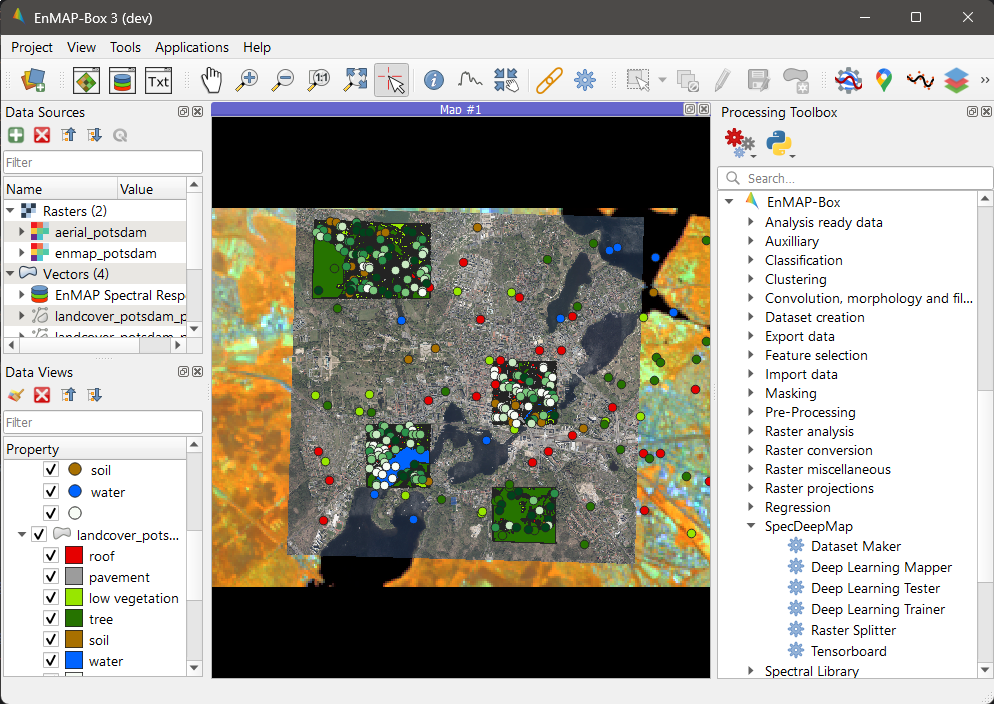 EnMAP-Box 3 (dev)
Project View Tools Applications Help
Txt
1:1
Data Sources
Filter
Name Value
Rasters (2)
aerial_potsdam
enmap_potsdam
Vectors (4)
EnMAP Spectral Resp
landcover_potsdam_p
Data Views
Filter
Property
soil
water
landcover_pots...
roof
pavement
low vegetation
tree
soil
water
Map #1
Processing Toolbox
Search...
EnMAP-Box
Analysis ready data
Auxilliary
Classification
Clustering
Convolution, morphology and fil...
Dataset creation
Export data
Feature selection
Import data
Masking
Pre-Processing
Raster analysis
Raster conversion
Raster miscellaneous
Raster projections
Regression
SpecDeepMap
Dataset Maker
Deep Learning Mapper
Deep Learning Tester
Deep Learning Trainer
Raster Splitter
Tensorboard
Spectral Library